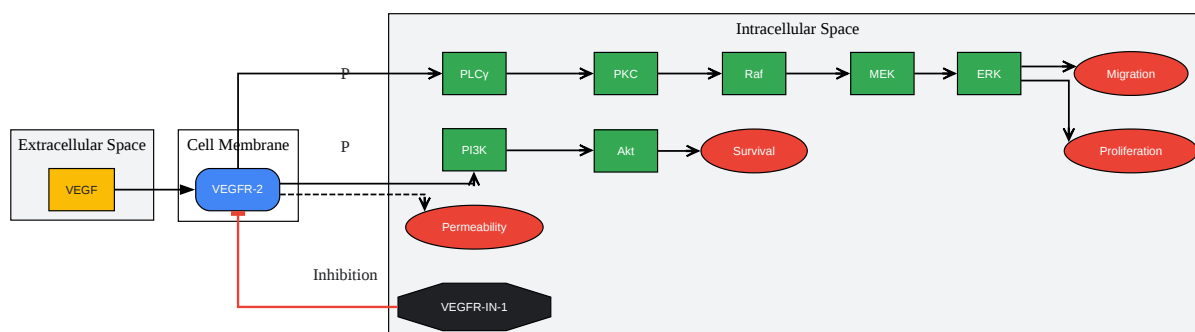 Intracellular Space
P
PLCγ
PKC
Raf
MEK
ERK
Migration
Extracellular Space
Cell Membrane
P
PI3K
Akt
Survival
Proliferation
VEGF
VEGFR-2
Permeability
Inhibition
VEGFR-IN-1